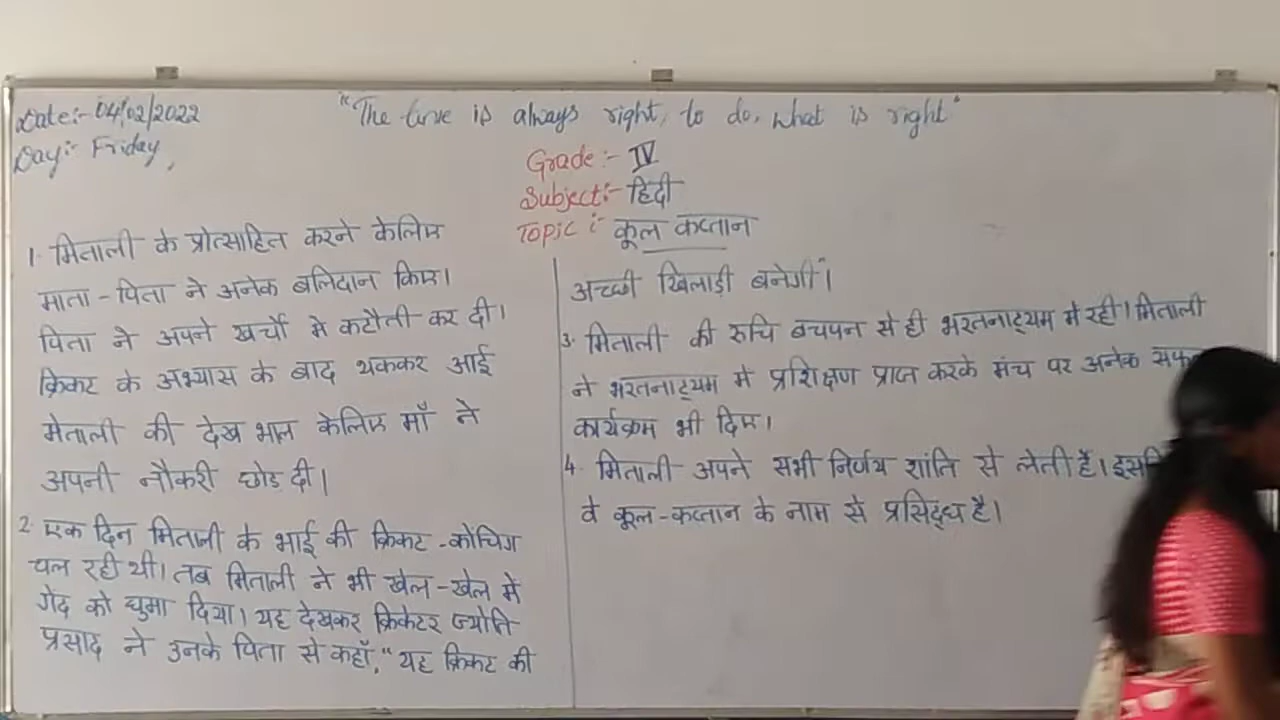 Date:- 04/02/2022
"The time is always right, to do, what is right"
Day:- Friday,
Grade:- IV
Subject:- हिंदी
Topic:- कूल कप्तान
1. मिताली के प्रोत्साहित करने केलिए
माता - पिता ने अनेक बलिदान किए।
पिता ने अपने खर्चो मे कटौती कर दी।
क्रिकट के अभ्यास के बाद थककर आई
मेताली की देख भाल केलिए माँ ने
अपनी नौकरी छोड दी।
2. एक दिन मिताली के भाई की क्रिकट - कोचिंग
चल रही थी। तब मिताली ने भी खेल - खेल में
गेंद को घुमा दिया। यह देखकर क्रिकेटर ज्योति
प्रसाद ने उनके पिता से कहाँ, "यह क्रिकट की
अच्छी खिलाड़ी बनेगी"।
3. मिताली की रुचि बचपन से ही भरतनाट्यम मे रही। मिताली
ने भरतनाट्यम मे प्रशिक्षण प्राप्त करके मंच पर अनेक
कार्यक्रम भी दिए।
4. मिताली अपने सभी निर्णय शांति से लेती है।
वे कूल - कप्तान के नाम से प्रसिद्ध है।